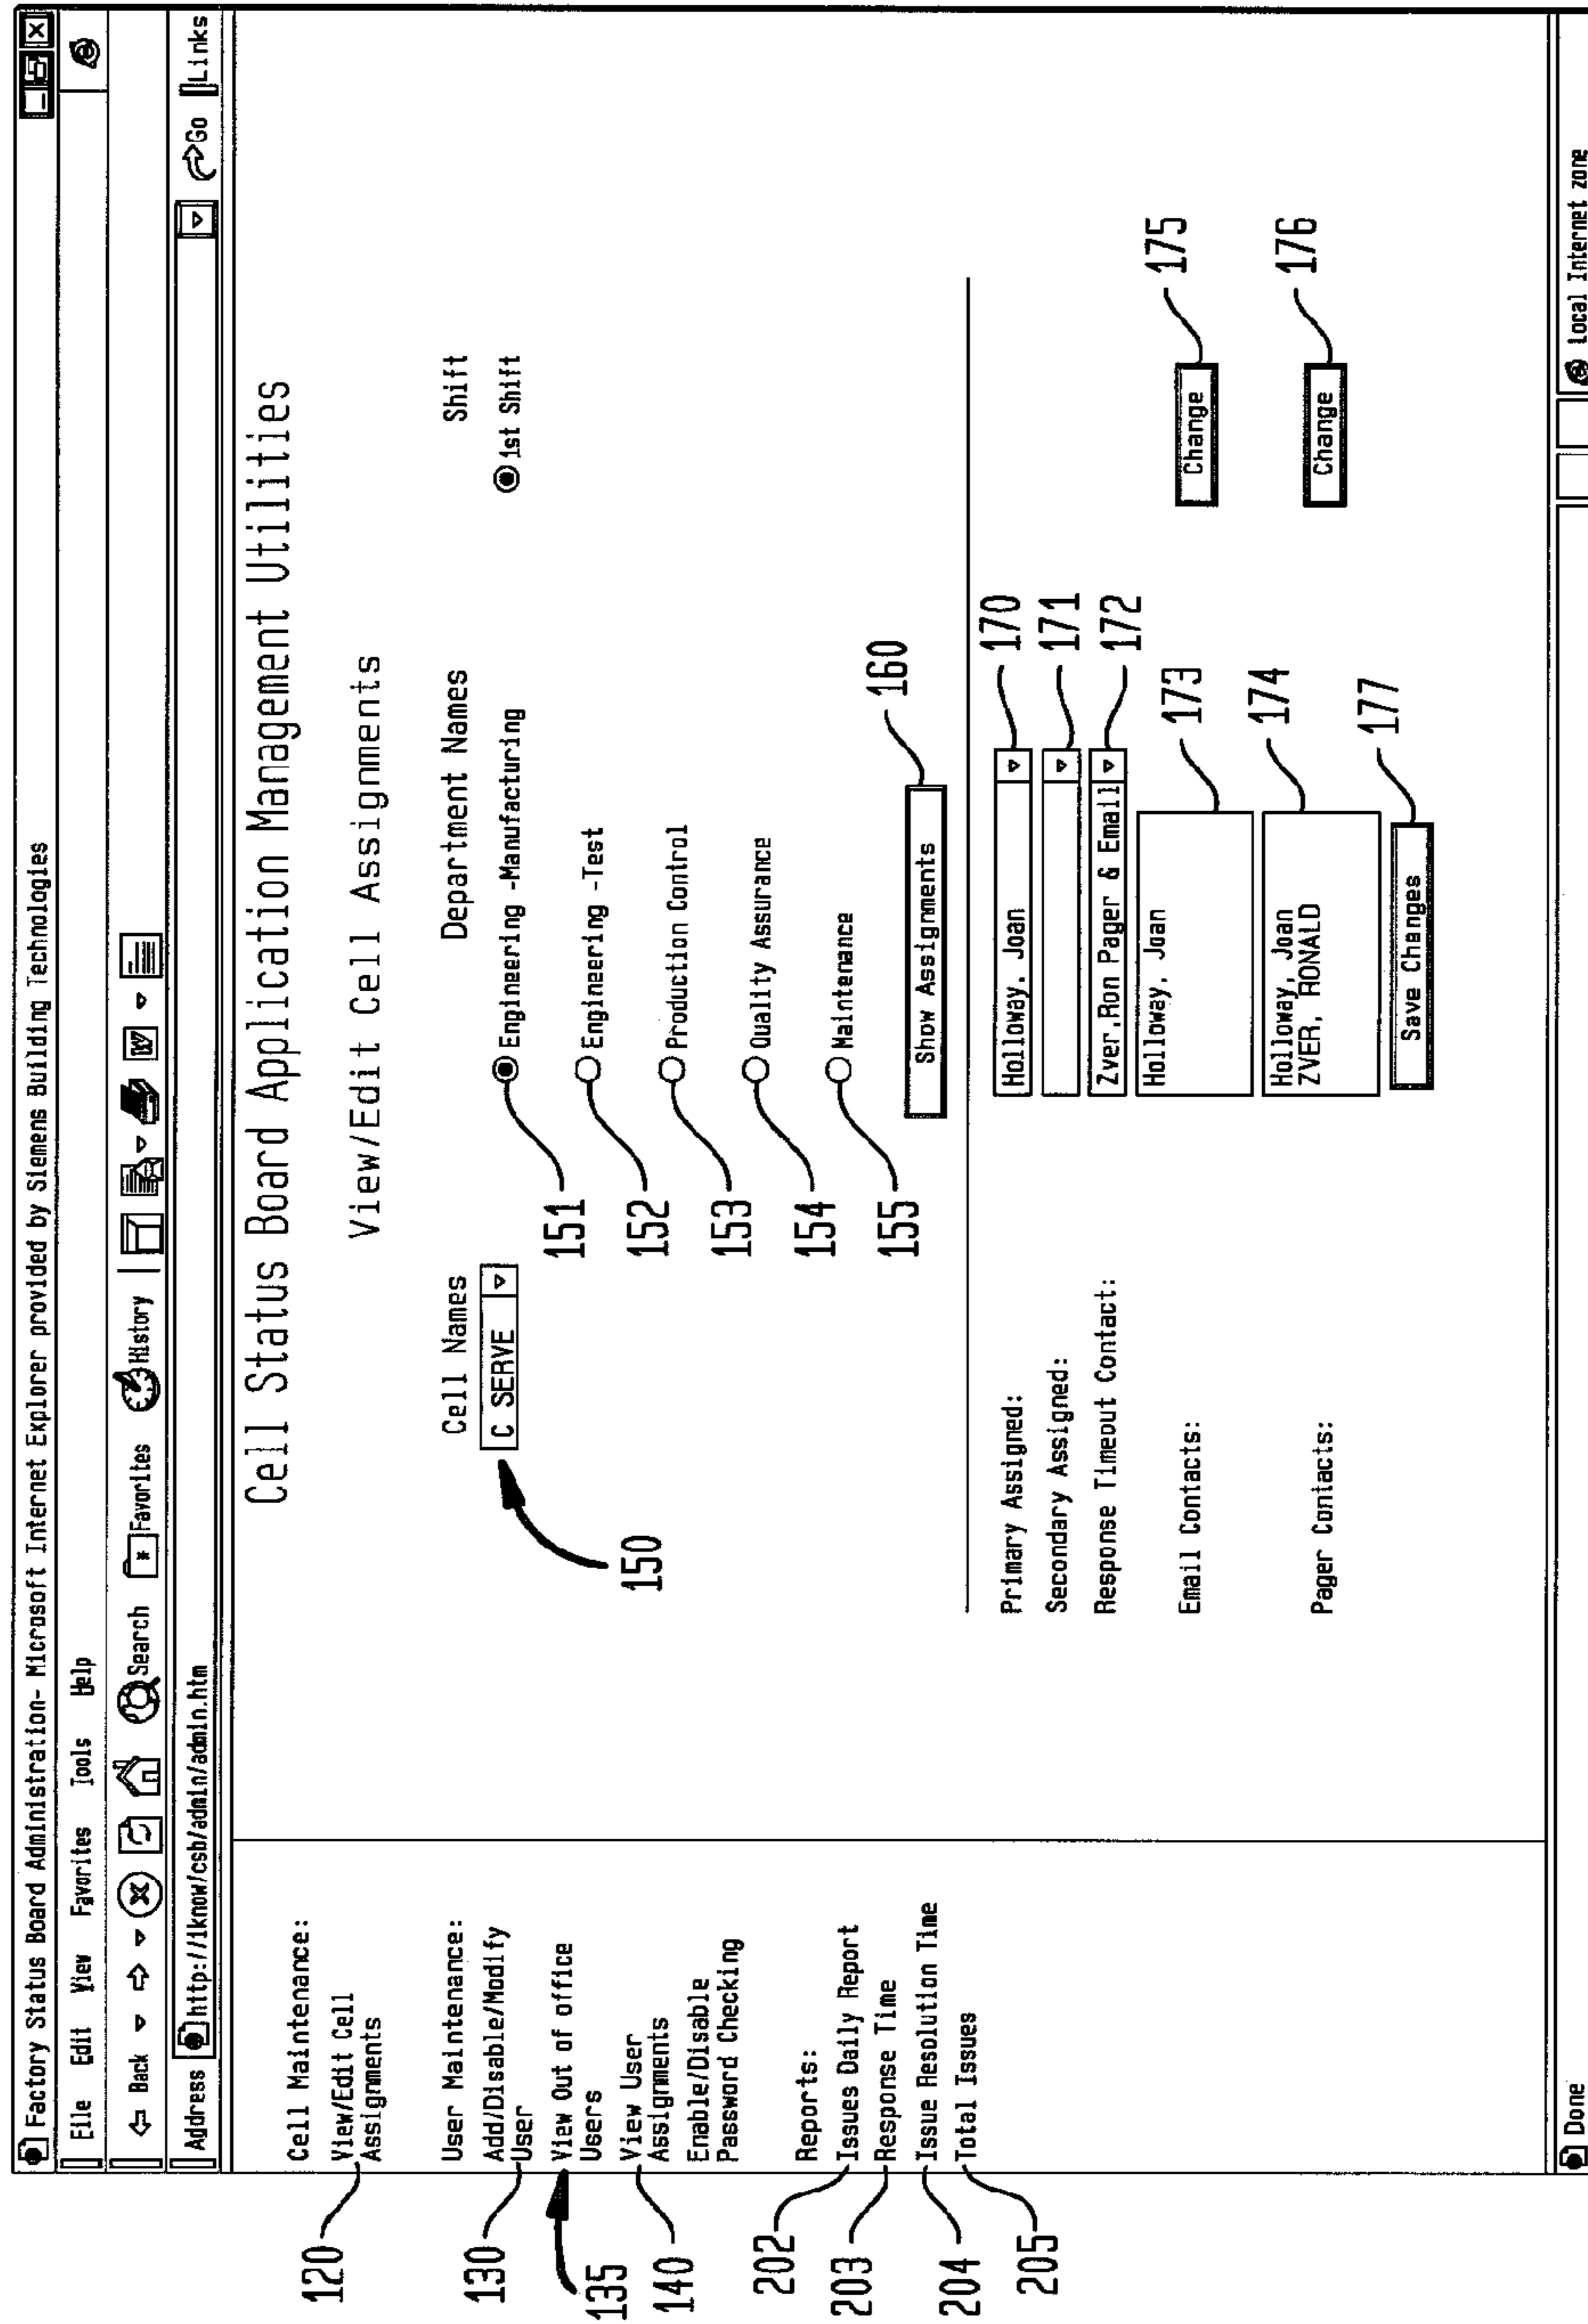 Factory Status Board Administration- Microsoft Internet Explorer provided by Siemens Building Technologies
File Edit View Favorites Tools Help
Back Search Favorites History
Address http://iknow/csb/admin/admin.htm Go Links
Cell Status Board Application Management Utilities
View/Edit Cell Assignments
Cell Maintenance:
120 View/Edit Cell
Assignments
User Maintenance:
130 Add/Disable/Modify
User
135 View Out of office
Users
140 View User
Assignments
Enable/Disable
Password Checking
Reports:
202 Issues Daily Report
203 Response Time
204 Issue Resolution Time
205 Total Issues
Cell Names Department Names Shift
150 C SERVE
151 Engineering -Manufacturing 1st Shift
152 Engineering -Test
153 Production Control
154 Quality Assurance
155 Maintenance
Show Assignments 160
Primary Assigned: Holloway, Joan 170
Secondary Assigned: 171
Response Timeout Contact: Zver,Ron Pager & Email 172
Email Contacts: Holloway, Joan 173 Change 175
Pager Contacts: Holloway, Joan 174 Change 176
ZVER, RONALD
Save Changes 177
Done Local Internet zone